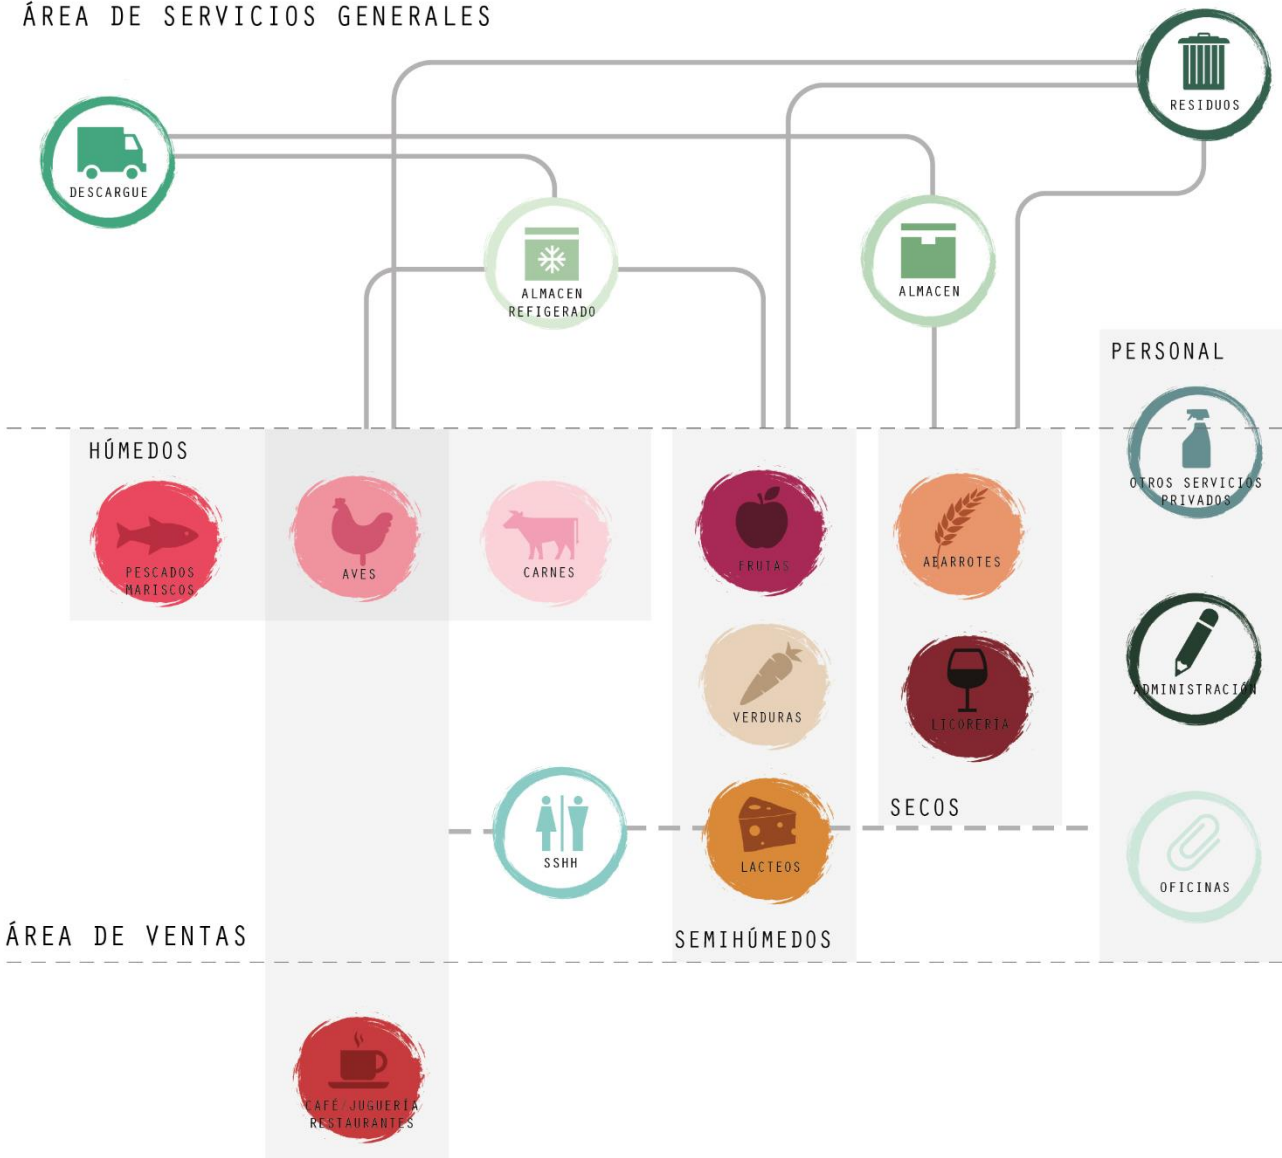 ÁREA DE SERVICIOS GENERALES
RESIDUOS
DESCARGUE
ALMACEN
REFIGERADO
ALMACEN
PERSONAL
HÚMEDOS
OTROS SERVICIOS
PRIVADOS
PESCADOS
MARISCOS
AVES
CARNES
FRUTAS
ABARROTES
VERDURAS
LICORERÍA
ADMINISTRACIÓN
SECOS
SSHH
LACTEOS
OFICINAS
ÁREA DE VENTAS
SEMIHÚMEDOS
CAFÉ/JUGUERÍA
RESTAURANTES